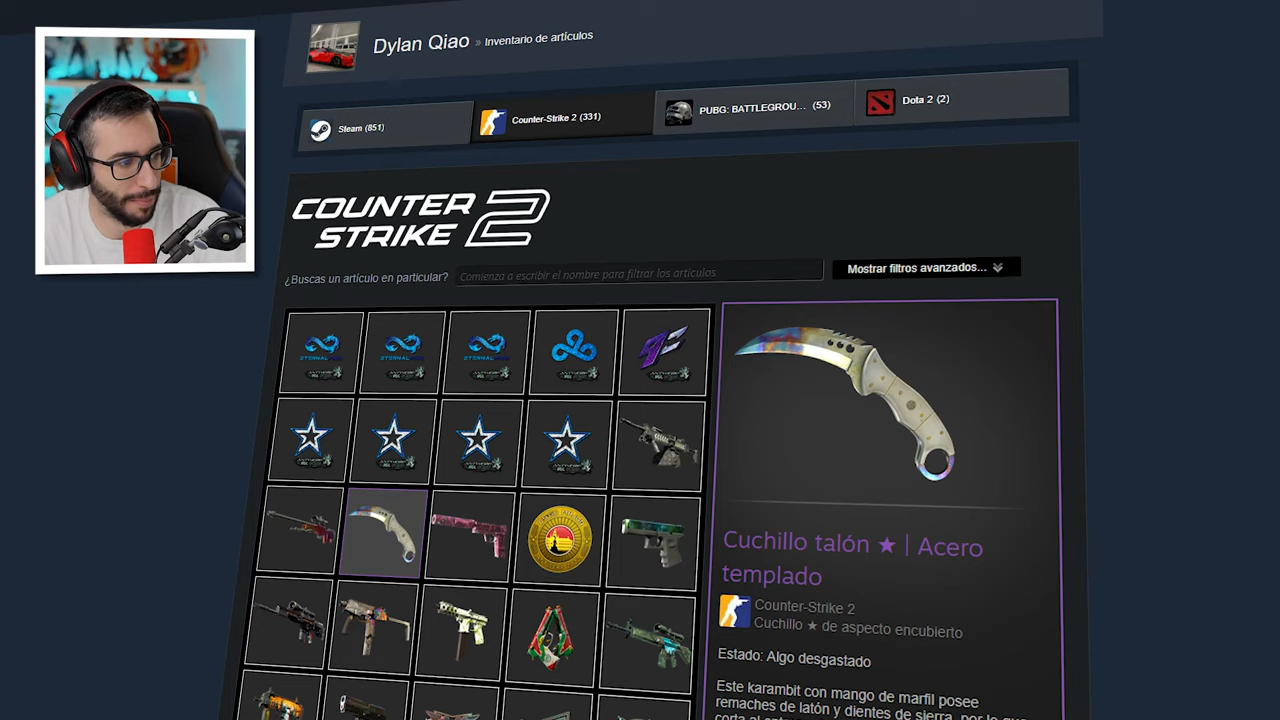 Dylan Qiao » Inventario de artículos
Steam (851)
Counter-Strike 2 (331)
PUBG: BATTLEGROU... (53)
Dota 2 (2)
COUNTER
STRIKE 2
¿Buscas un artículo en particular?
Comienza a escribir el nombre para filtrar los artículos
Mostrar filtros avanzados...
Cuchillo talón ★ | Acero
templado
Counter-Strike 2
Cuchillo ★ de aspecto encubierto
Estado: Algo desgastado
Este karambit con mango de marfil posee
remaches de latón y dientes de sierra, por lo que